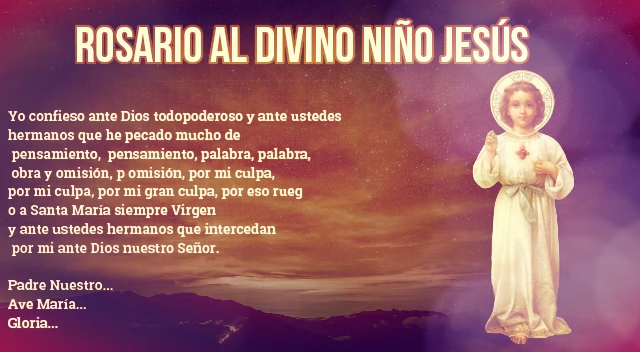 ROSARIO AL DIVINO NIÑO JESÚS
Yo confieso ante Dios todopoderoso y ante ustedes
hermanos que he pecado mucho de
pensamiento, pensamiento, palabra, palabra,
obra y omisión, p omisión, por mi culpa,
por mi culpa, por mi gran culpa, por eso rueg
o a Santa María siempre Virgen
y ante ustedes hermanos que intercedan
por mi ante Dios nuestro Señor.
Padre Nuestro...
Ave María...
Gloria...